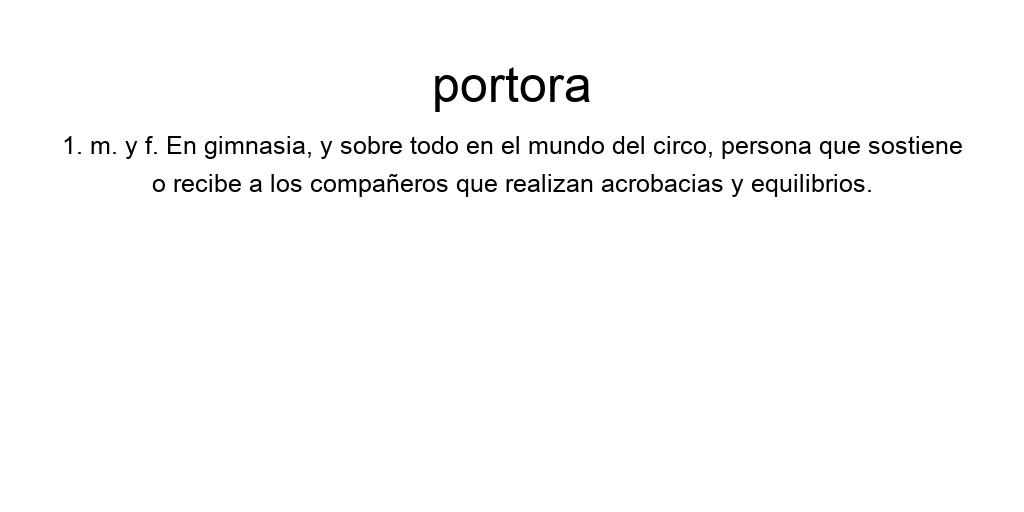 portora
1. m. y f. En gimnasia, y sobre todo en el mundo del circo, persona que sostiene
o recibe a los compañeros que realizan acrobacias y equilibrios.